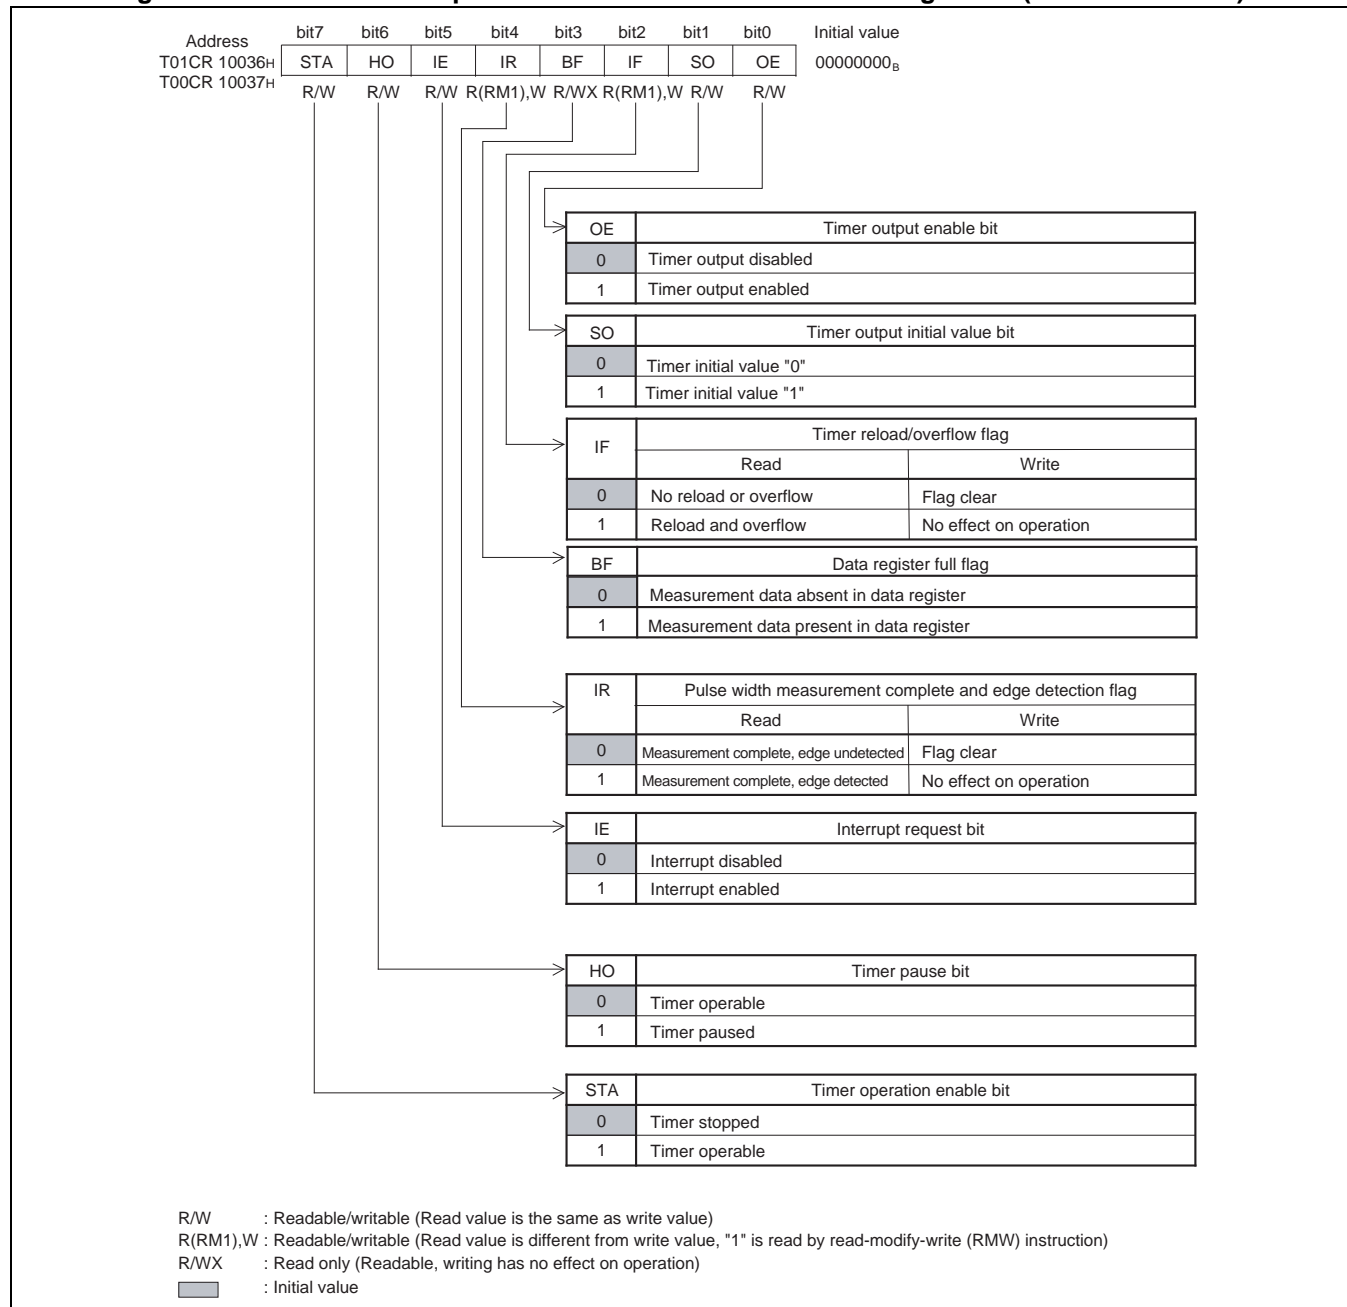 Address bit7 bit6 bit5 bit4 bit3 bit2 bit1 bit0 Initial value
T01CR 10036H STA HO IE IR BF IF SO OE 00000000B
T00CR 10037H
R/W R/W R/W R(RM1),W R/WX R(RM1),W R/W R/W
OE Timer output enable bit
0 Timer output disabled
1 Timer output enabled
SO Timer output initial value bit
0 Timer initial value "0"
1 Timer initial value "1"
IF Timer reload/overflow flag
Read Write
0 No reload or overflow Flag clear
1 Reload and overflow No effect on operation
BF Data register full flag
0 Measurement data absent in data register
1 Measurement data present in data register
IR Pulse width measurement complete and edge detection flag
Read Write
0 Measurement complete, edge undetected Flag clear
1 Measurement complete, edge detected No effect on operation
IE Interrupt request bit
0 Interrupt disabled
1 Interrupt enabled
HO Timer pause bit
0 Timer operable
1 Timer paused
STA Timer operation enable bit
0 Timer stopped
1 Timer operable
R/W : Readable/writable (Read value is the same as write value)
R(RM1),W : Readable/writable (Read value is different from write value, "1" is read by read-modify-write (RMW) instruction)
R/WX : Read only (Readable, writing has no effect on operation)
: Initial value